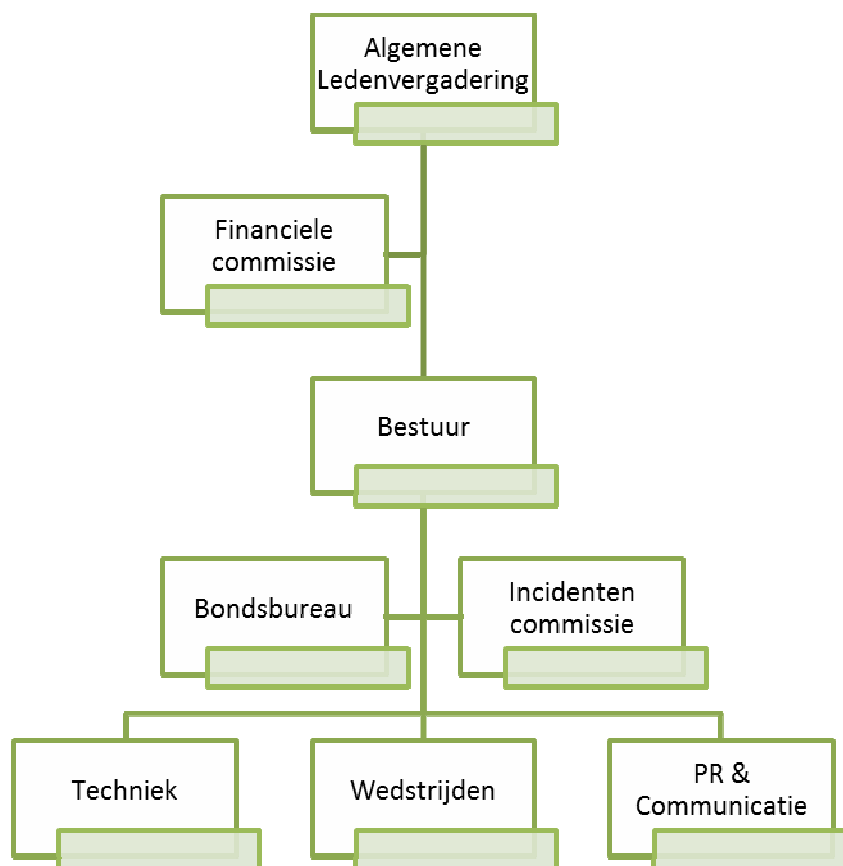 Algemene
Ledenvergadering
Financiele
commissie
Bestuur
Bondsbureau
Incidenten
commissie
Techniek
Wedstrijden
PR &
Communicatie